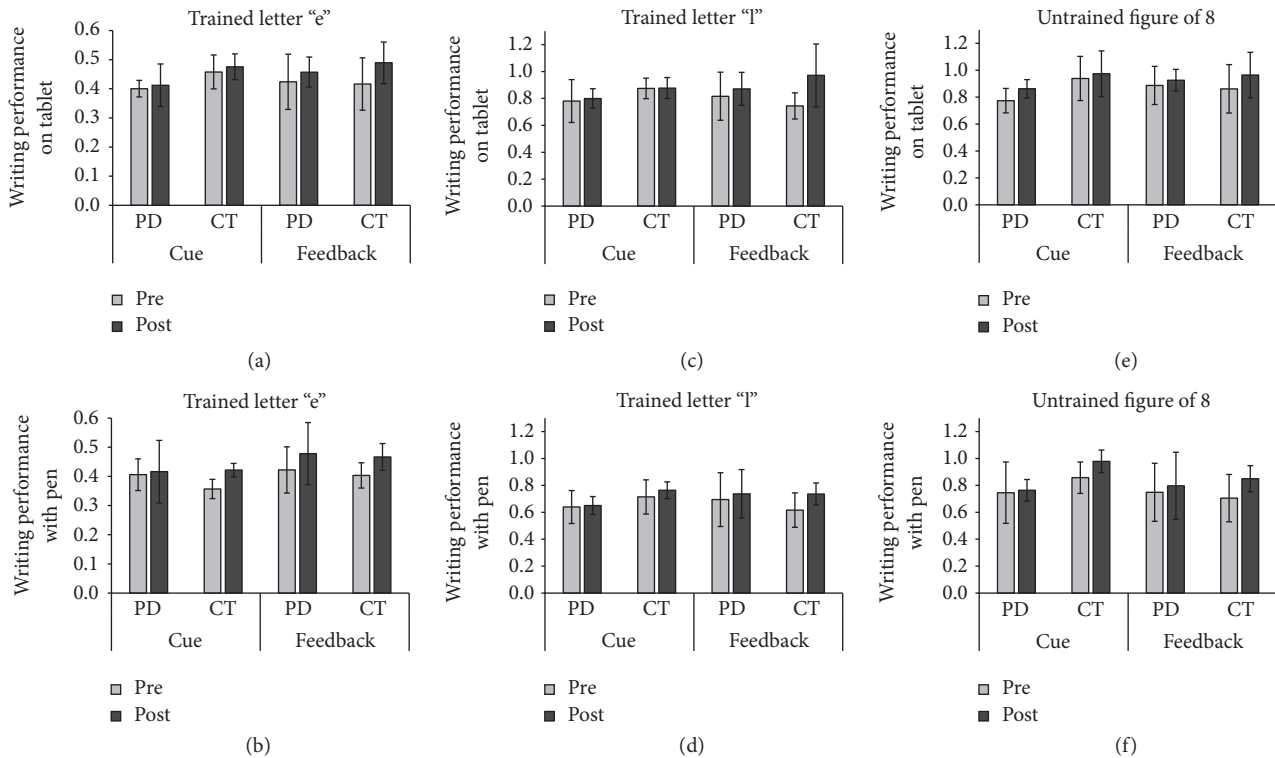 Trained letter “e”
Writing performance
on tablet
0.6
0.5
0.4
0.3
0.2
0.1
0.0
PD CT PD CT
Cue Feedback
Pre
Post
(a)
Trained letter “l”
Writing performance
on tablet
1.2
1.0
0.8
0.6
0.4
0.2
0.0
PD CT PD CT
Cue Feedback
Pre
Post
(c)
Untrained figure of 8
Writing performance
on tablet
1.2
1.0
0.8
0.6
0.4
0.2
0.0
PD CT PD CT
Cue Feedback
Pre
Post
(e)
Trained letter “e”
Writing performance
with pen
0.6
0.5
0.4
0.3
0.2
0.1
0.0
PD CT PD CT
Cue Feedback
Pre
Post
(b)
Trained letter “l”
Writing performance
with pen
1.2
1.0
0.8
0.6
0.4
0.2
0.0
PD CT PD CT
Cue Feedback
Pre
Post
(d)
Untrained figure of 8
Writing performance
with pen
1.2
1.0
0.8
0.6
0.4
0.2
0.0
PD CT PD CT
Cue Feedback
Pre
Post
(f)